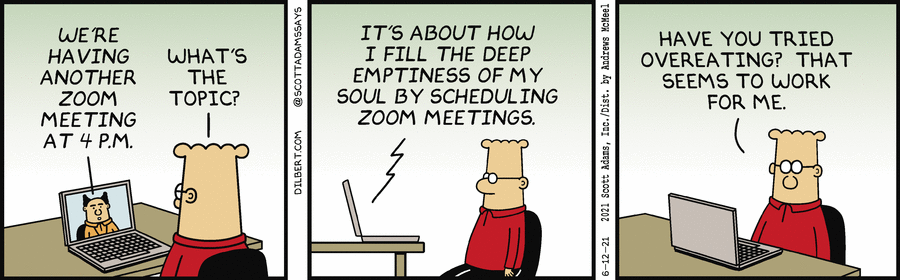 WE'RE
HAVING
ANOTHER
ZOOM
MEETING
AT 4 P.M.
WHAT'S
THE
TOPIC?
DILBERT.COM @SCOTTADAMSSAYS
IT'S ABOUT HOW
I FILL THE DEEP
EMPTINESS OF MY
SOUL BY SCHEDULING
ZOOM MEETINGS.
6-12-21 2021 Scott Adams, Inc./Dist. by Andrews McMeel
HAVE YOU TRIED
OVEREATING? THAT
SEEMS TO WORK
FOR ME.